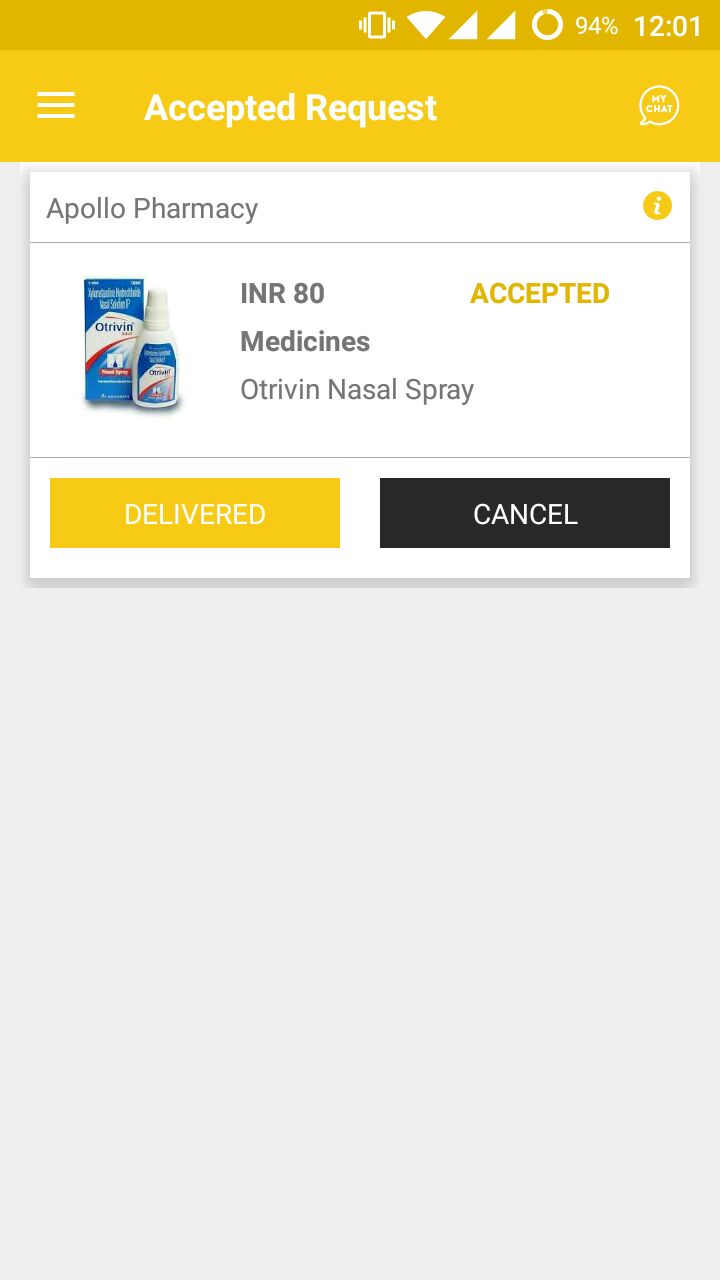 94% 12:01
Accepted Request
MY
CHAT
Apollo Pharmacy
i
INR 80
ACCEPTED
Medicines
Otrivin Nasal Spray
Xylometazoline Hydrochloride
Nasal Solution IP
Otrivin
Adult
Nasal Spray
NOVARTIS
Otrivin
DELIVERED
CANCEL